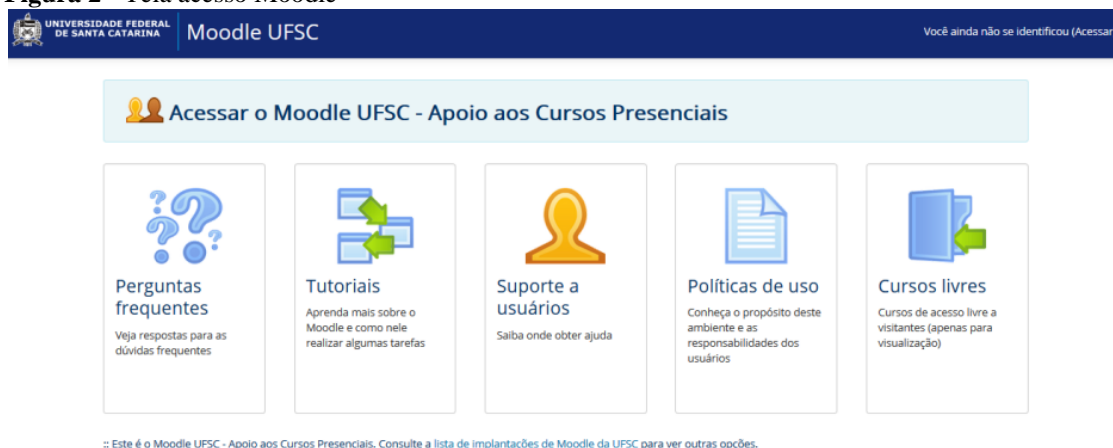 Figura 2 - Tela acesso Moodle
UNIVERSIDADE FEDERAL
DE SANTA CATARINA
Moodle UFSC
Você ainda não se identificou (Acessar
Acessar o Moodle UFSC - Apoio aos Cursos Presenciais
Perguntas
frequentes
Veja respostas para as
dúvidas frequentes
Tutoriais
Aprenda mais sobre o
Moodle e como nele
realizar algumas tarefas
Suporte a
usuários
Saiba onde obter ajuda
Políticas de uso
Conheça o propósito deste
ambiente e as
responsabilidades dos
usuários
Cursos livres
Cursos de acesso livre a
visitantes (apenas para
visualização)
:: Este é o Moodle UFSC - Apoio aos Cursos Presenciais. Consulte a lista de implantações de Moodle da UFSC para ver outras opções.